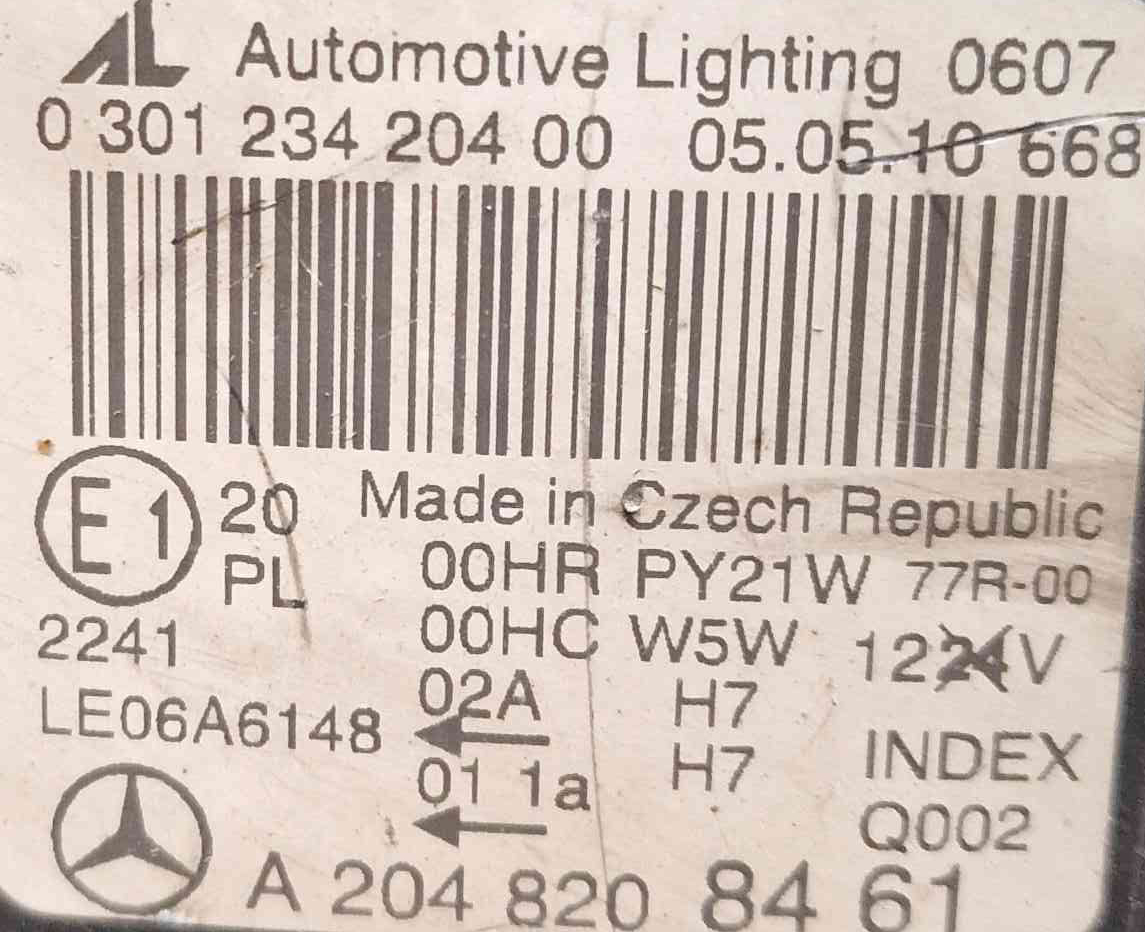 AL Automotive Lighting 0607
0 301 234 204 00 05.05.10 668
E1 20 Made in Czech Republic
PL 00HR PY21W 77R-00
2241 00HC W5W 1224V
LE06A6148 02A H7
01 1a H7 INDEX
Q002
A 204 820 84 61